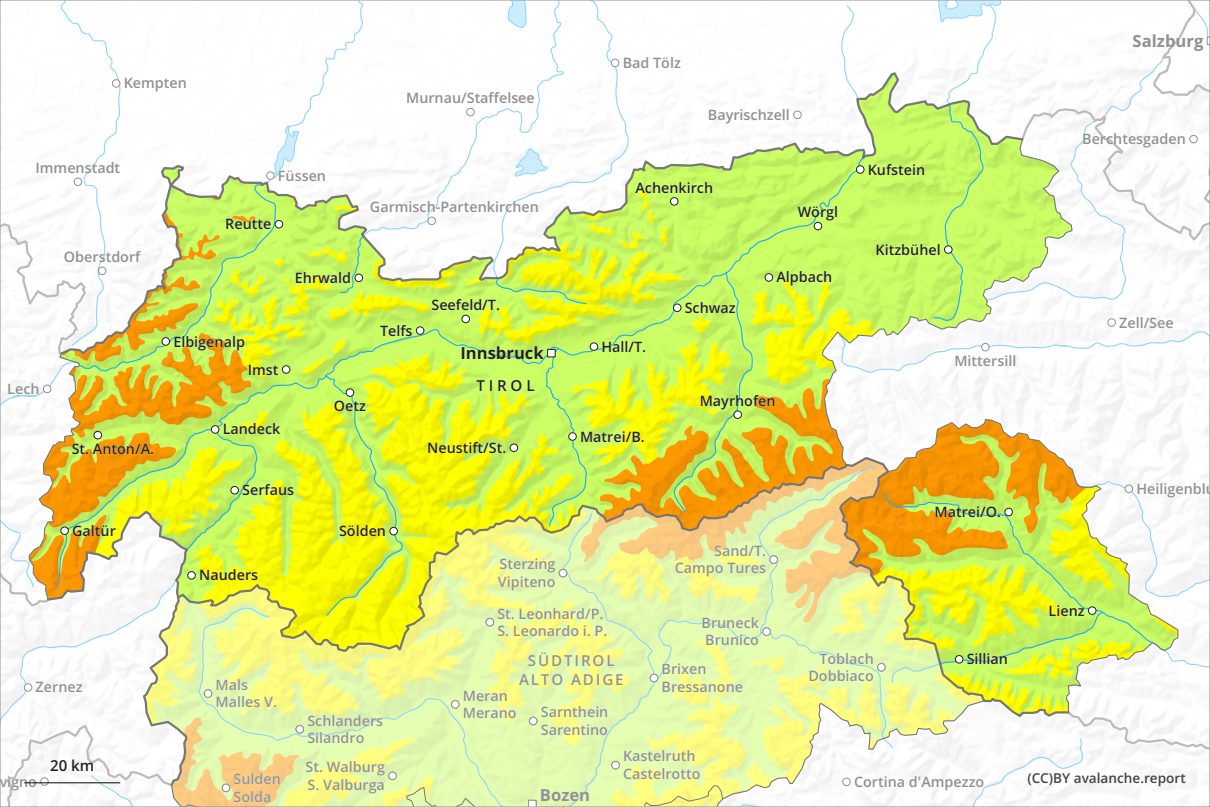 Salzburg
Bad Tölz
Kempten
Murnau/Staffelsee
Bayrischzell
Berchtesgaden
Immenstadt
Füssen
Kufstein
Achenkirch
Garmisch-Partenkirchen
Wörgl
Reutte
Kitzbühel
Oberstdorf
Ehrwald
Alpbach
Seefeld/T.
Schwaz
Zell/See
Telfs
Elbigenalp
Innsbruck
Hall/T.
Mittersill
Imst
TIROL
Lech
Oetz
Mayrhofen
Landeck
Matrei/B.
St. Anton/A.
Neustift/St.
Serfaus
Heiligenblu
Matrei/O.
Galtür
Sölden
Sand/T.
Campo Tures
Sterzing
Vipiteno
Nauders
Lienz
St. Leonhard/P.
S. Leonardo i. P.
Bruneck
Brunico
SÜDTIROL
ALTO ADIGE
Toblach
Dobbiaco
Sillian
Brixen
Bressanone
Zernez
Mals
Malles V.
Meran
Merano
Sarnthein
Sarentino
Schlanders
Silandro
Kastelruth
Castelrotto
St. Walburg
S. Valburga
20 km
Sulden
Solda
vigno
Cortina d'Ampezzo
(CC)BY avalanche.report
Bozen